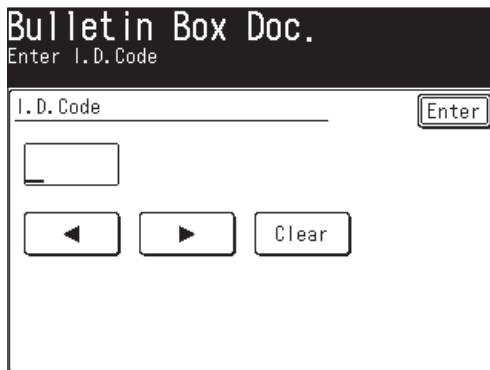 Bulletin Box Doc.
Enter I.D.Code
I.D.Code
Enter
Clear